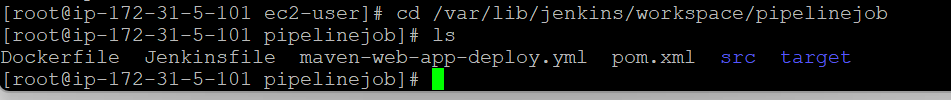 [root@ip-172-31-5-101 ec2-user]# cd /var/lib/jenkins/workspace/pipelinejob
[root@ip-172-31-5-101 pipelinejob]# ls
Dockerfile  Jenkinsfile  maven-web-app-deploy.yml  pom.xml  src  target
[root@ip-172-31-5-101 pipelinejob]#